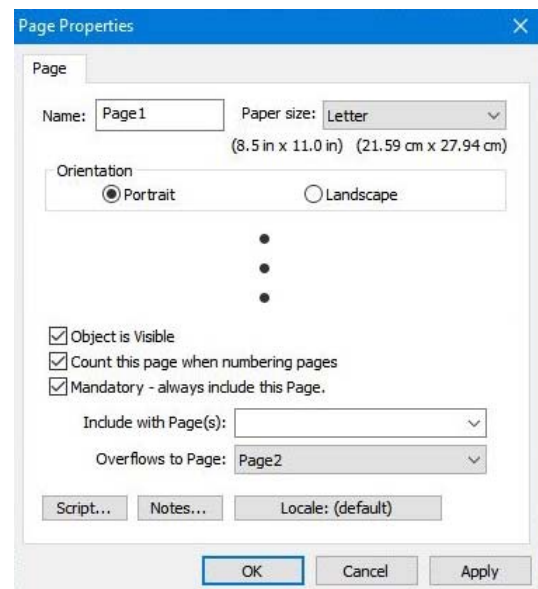 Page Properties
Page
Name: Page1 Paper size: Letter
(8.5 in x 11.0 in) (21.59 cm x 27.94 cm)
Orientation
Portrait Landscape
Object is Visible
Count this page when numbering pages
Mandatory - always include this Page.
Include with Page(s):
Overflows to Page: Page2
Script... Notes... Locale: (default)
OK Cancel Apply